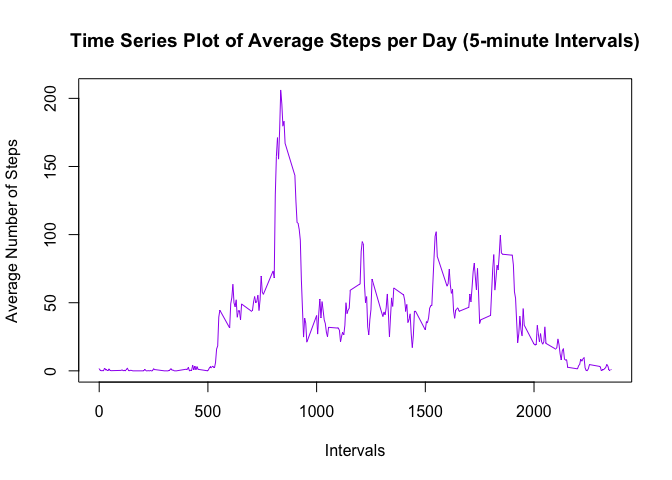 Time Series Plot of Average Steps per Day (5-minute Intervals)
Average Number of Steps
200
150
100
50
0
0 500 1000 1500 2000
Intervals